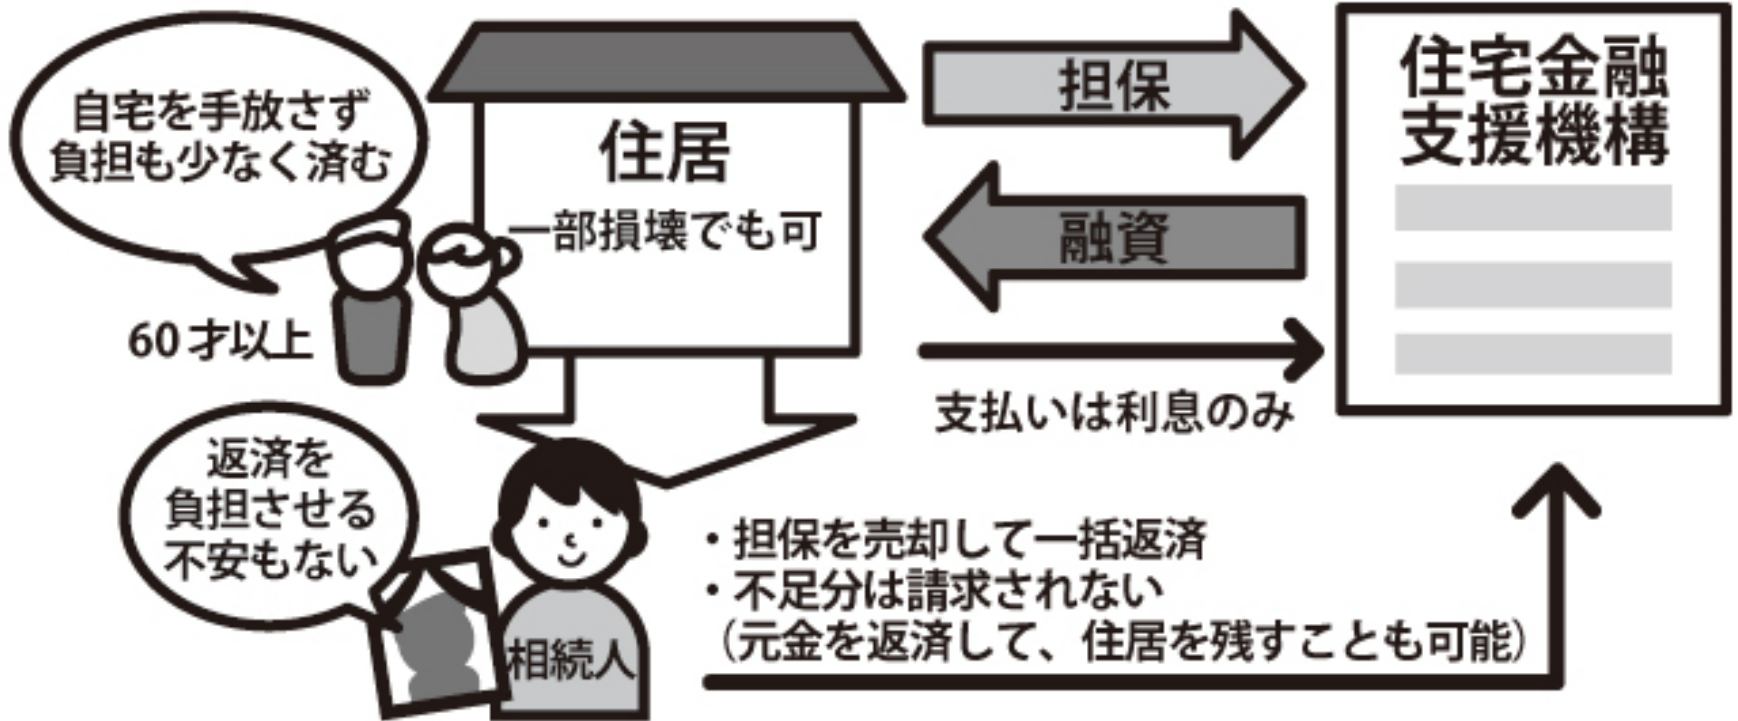 自宅を手放さず
負担も少なく済む
住居
一部損壊でも可
60才以上
担保
融資
住宅金融
支援機構
支払いは利息のみ
返済を
負担させる
不安もない
相続人
・担保を売却して一括返済
・不足分は請求されない
（元金を返済して、住居を残すことも可能）